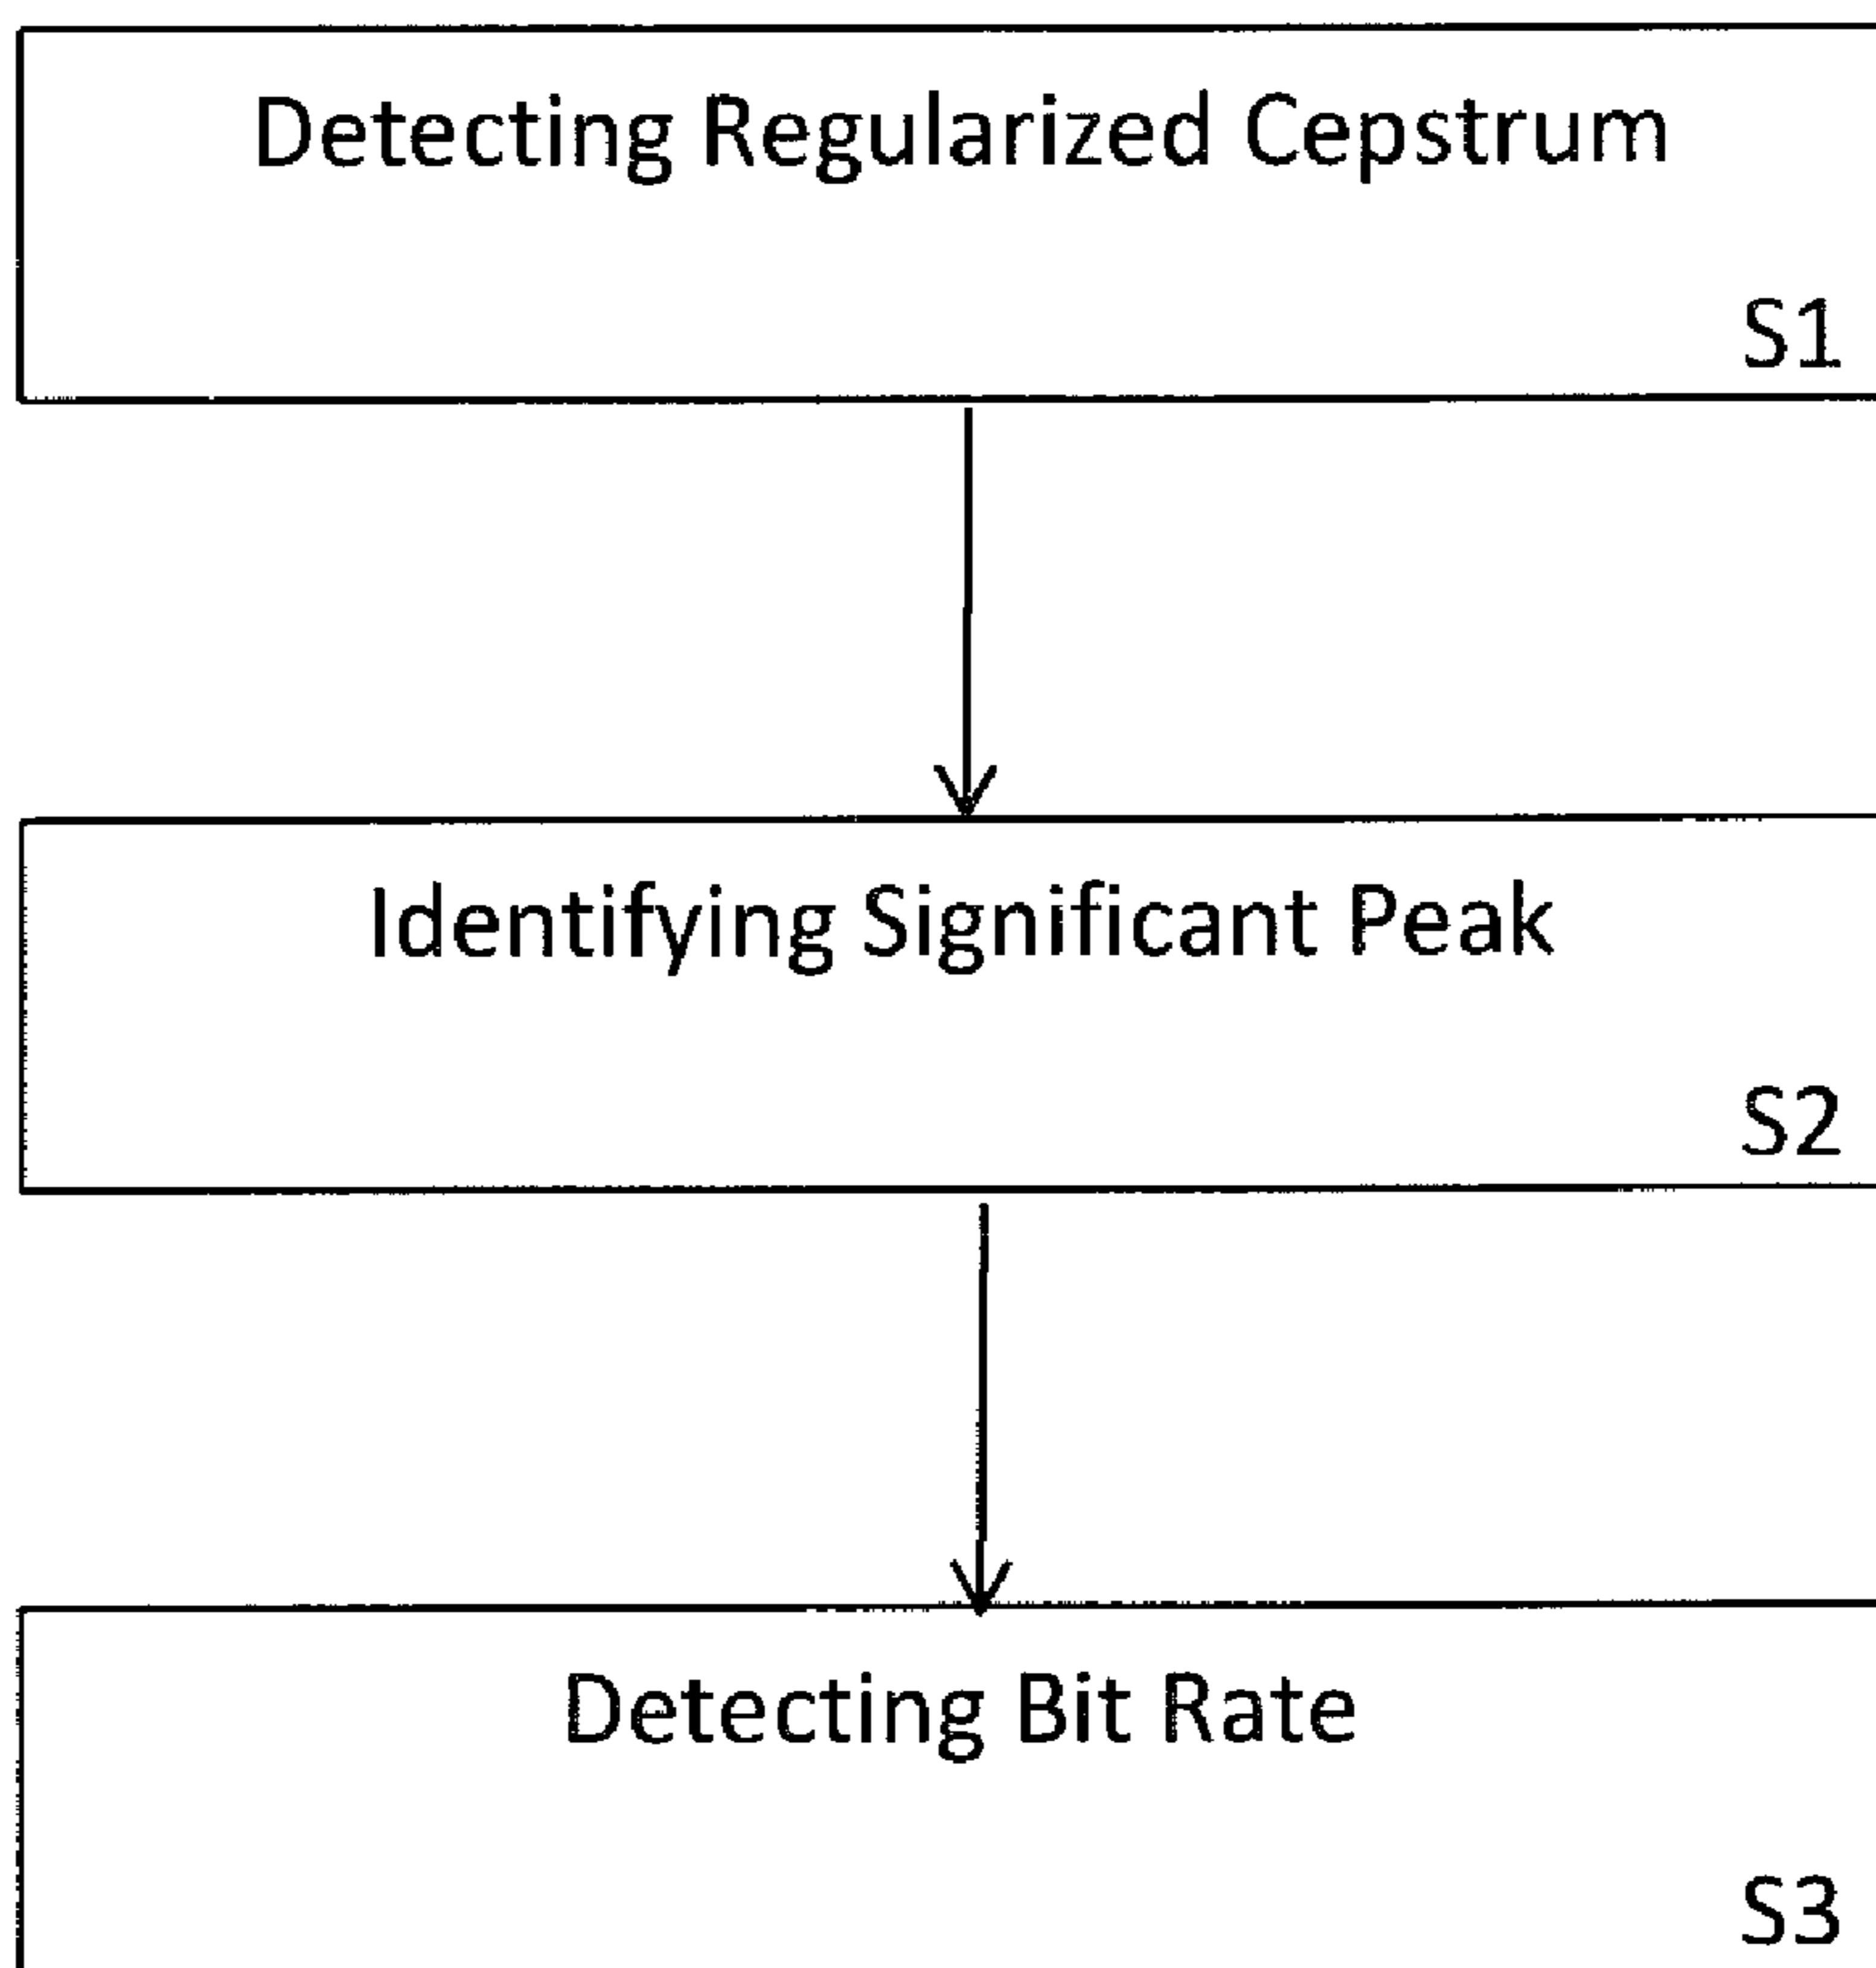 Detecting Regularized Cepstrum
S1
Identifying Significant Peak
S2
Detecting Bit Rate
S3